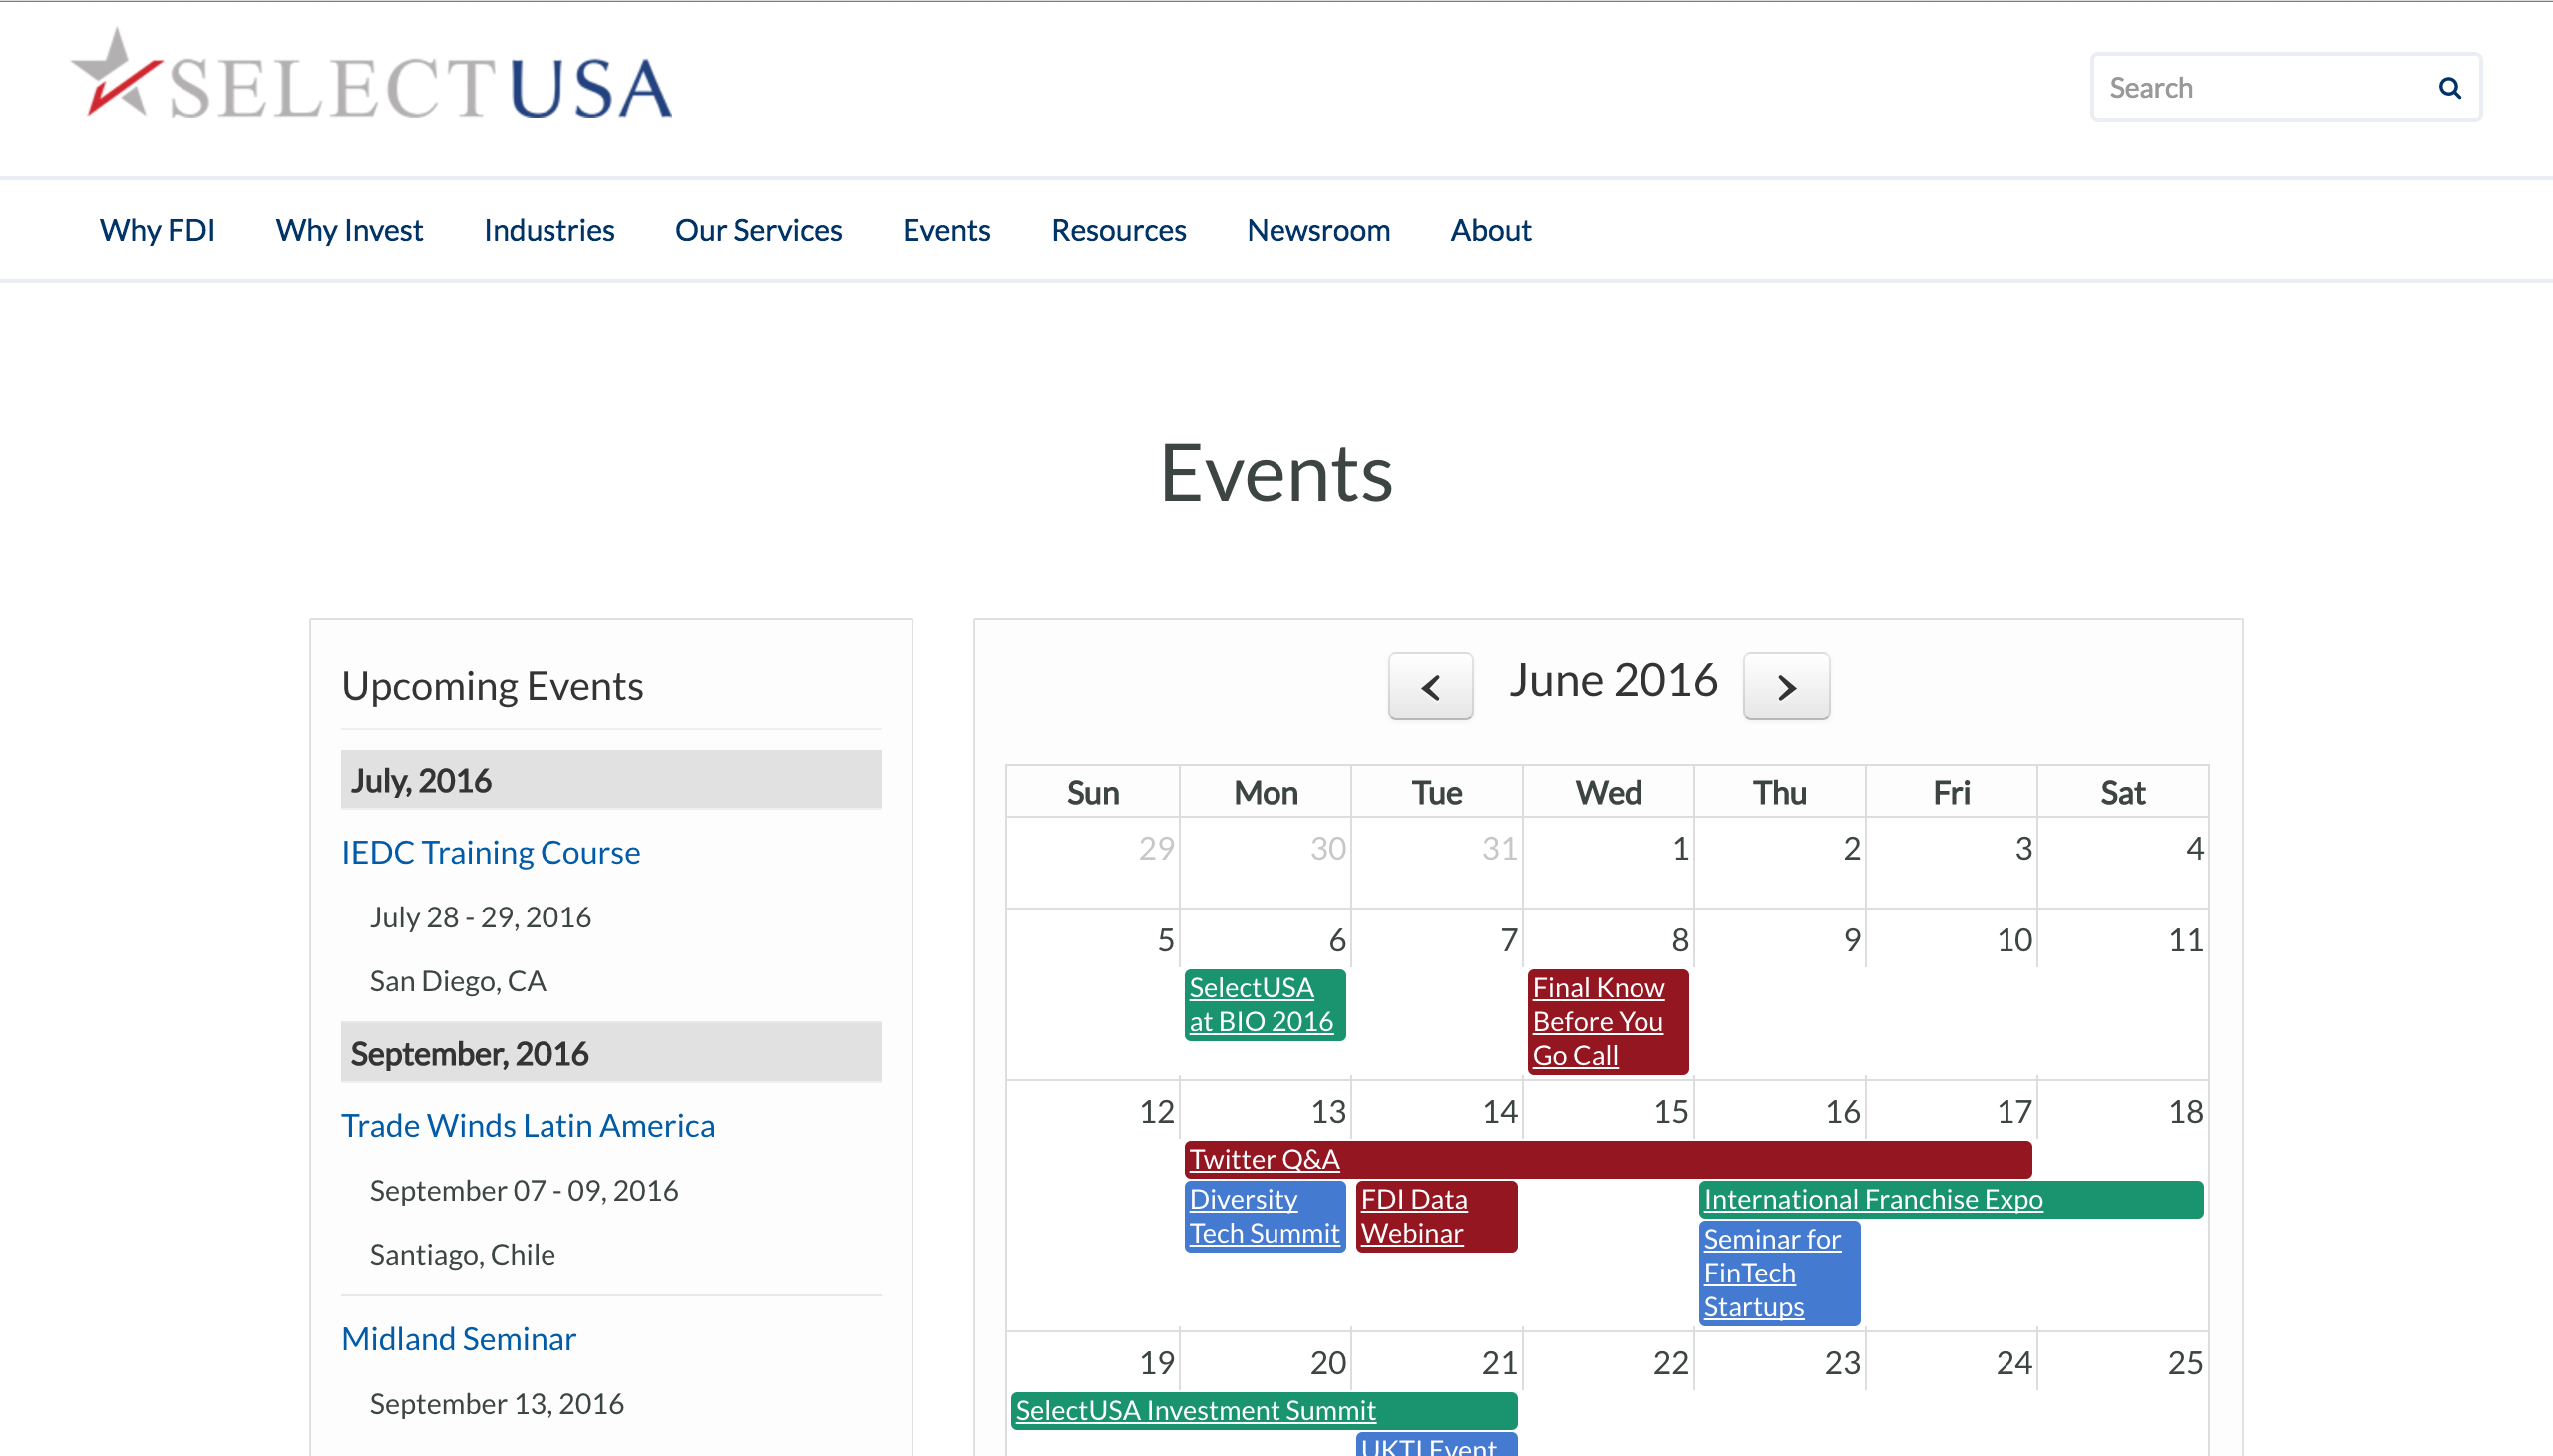 SELECTUSA
Search
Why FDI Why Invest Industries Our Services Events Resources Newsroom About
Events
Upcoming Events
July, 2016
IEDC Training Course
July 28 - 29, 2016
San Diego, CA
September, 2016
Trade Winds Latin America
September 07 - 09, 2016
Santiago, Chile
Midland Seminar
September 13, 2016
June 2016
Sun Mon Tue Wed Thu Fri Sat
29 30 31 1 2 3 4
5 6 7 8 9 10 11
SelectUSA
at BIO 2016
Final Know
Before You
Go Call
12 13 14 15 16 17 18
Twitter Q&A
Diversity
Tech Summit
FDI Data
Webinar
International Franchise Expo
Seminar for
FinTech
Startups
19 20 21 22 23 24 25
SelectUSA Investment Summit
UKTI Event